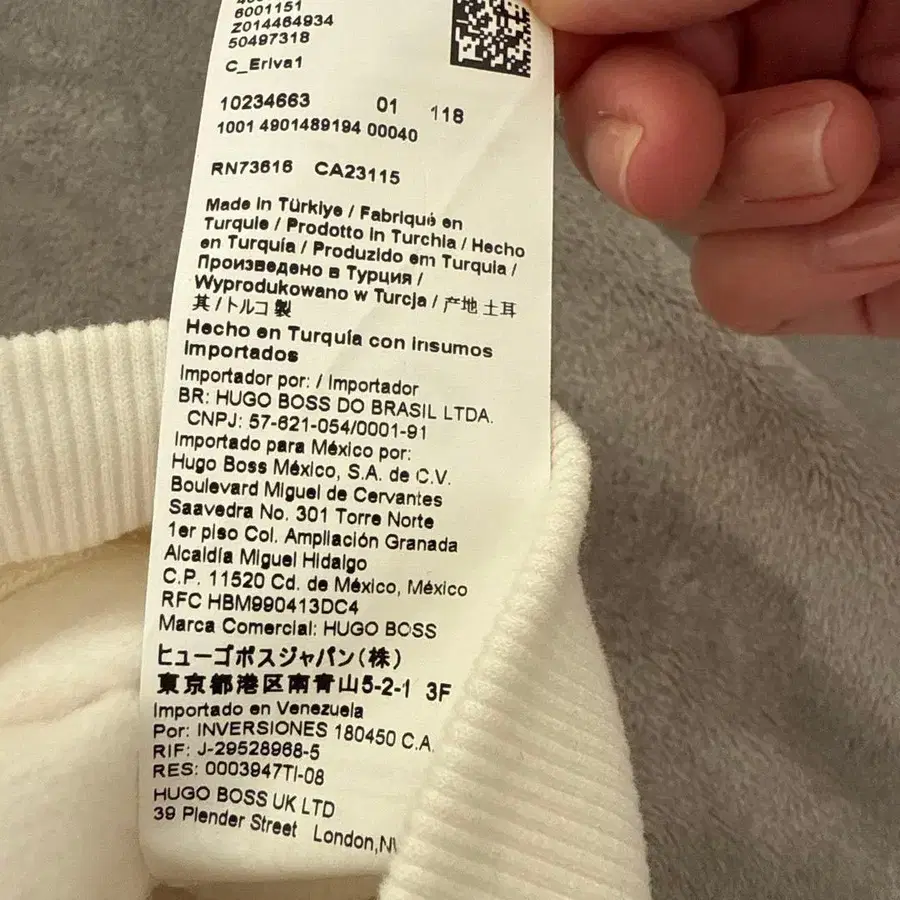 6001151
Z014464934
50497318
C_Eriva1
10234663 01 118
1001 4901489194 00040
RN73616 CA23115
Made in Türkiye / Fabriqué en
Turquie / Prodotto in Turchia / Hecho
en Turquía / Produzido em Turquia /
Произведено в Турция /
Wyprodukowano w Turcja / 产地 土耳
其 / トルコ 製
Hecho en Turquía con insumos
importados
Importador por: / Importador
BR: HUGO BOSS DO BRASIL LTDA.
CNPJ: 57-621-054/0001-91
Importado para México por:
Hugo Boss México, S.A. de C.V.
Boulevard Miguel de Cervantes
Saavedra No. 301 Torre Norte
1er piso Col. Ampliación Granada
Alcaldía Miguel Hidalgo
C.P. 11520 Cd. de México, México
RFC HBM990413DC4
Marca Comercial: HUGO BOSS
ヒューゴボスジャパン(株)
東京都港区南青山5-2-1 3F
Importado en Venezuela
Por: INVERSIONES 180450 C.A.
RIF: J-29528968-5
RES: 0003947TI-08
HUGO BOSS UK LTD
39 Plender Street London,